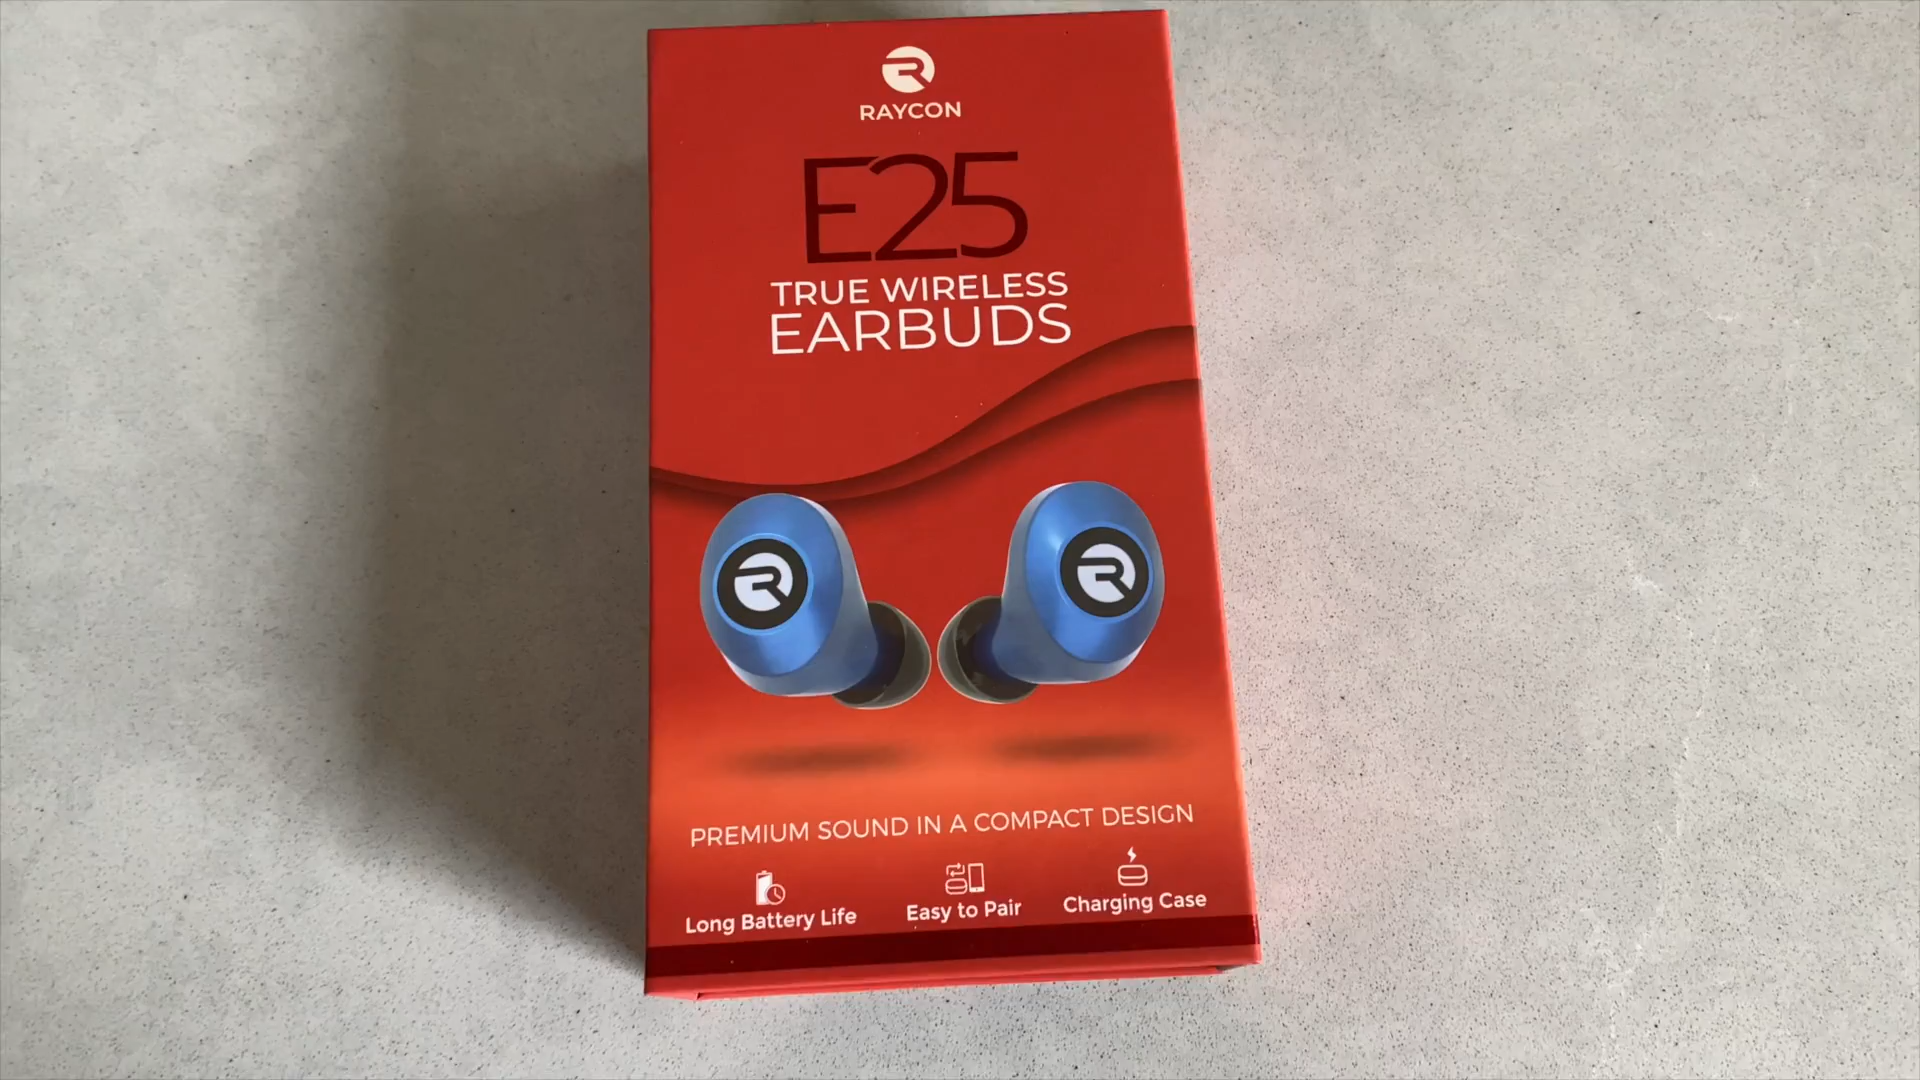 RAYCON
E25
TRUE WIRELESS
EARBUDS
PREMIUM SOUND IN A COMPACT DESIGN
Long Battery Life
Easy to Pair
Charging Case